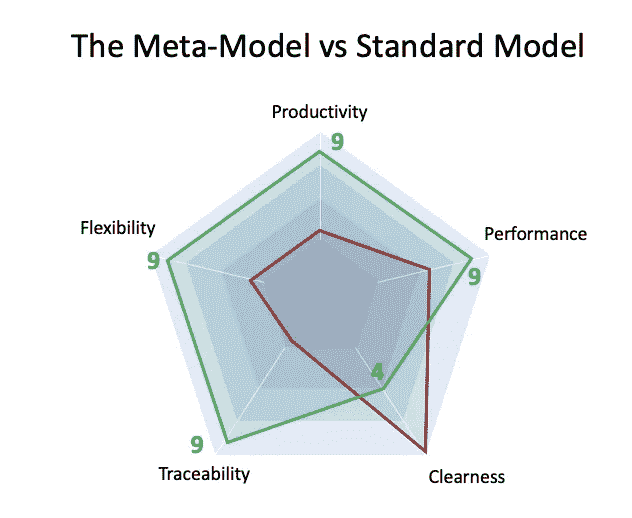 The Meta-Model vs Standard Model
Productivity
9
Flexibility
9
Performance
9
4
9
Traceability
Clearness